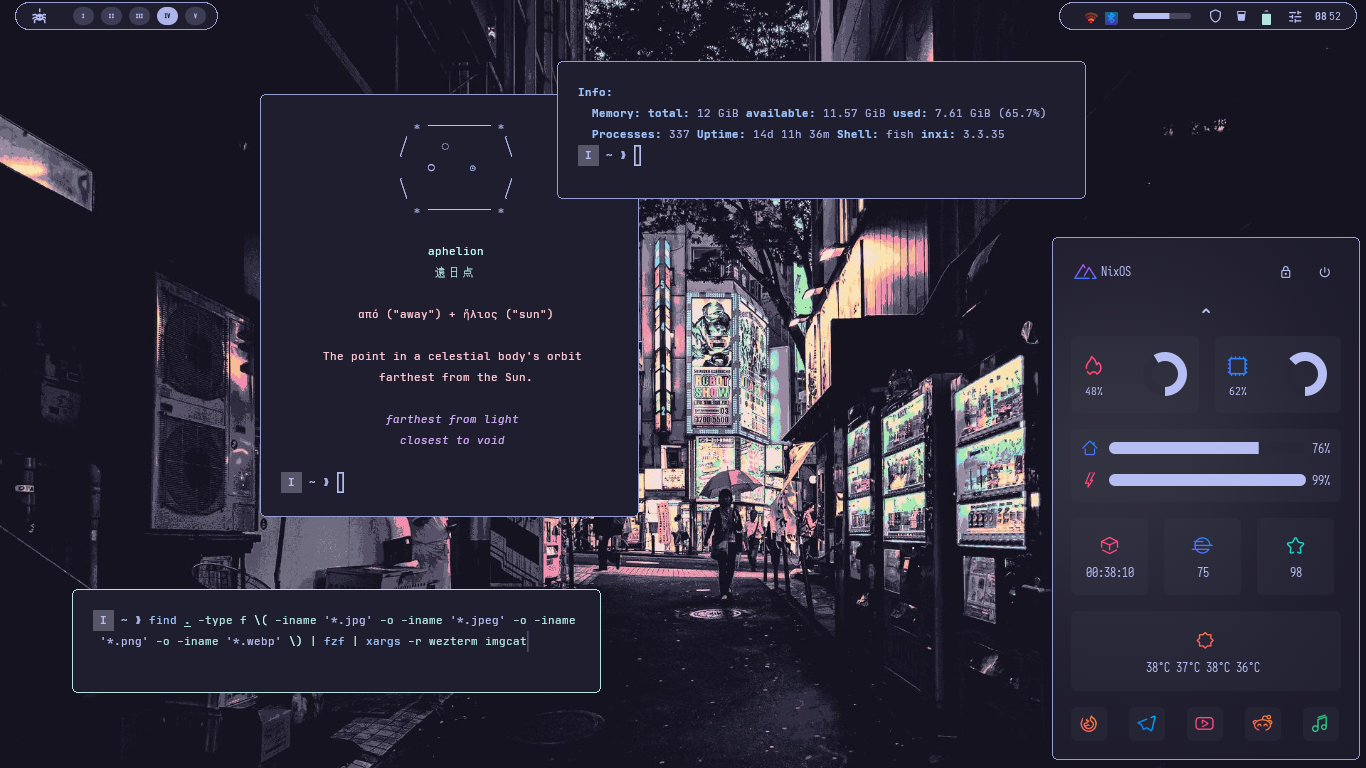 I II III IV V
08 52
Info:
Memory: total: 12 GiB available: 11.57 GiB used: 7.61 GiB (65.7%)
Processes: 337 Uptime: 14d 11h 36m Shell: fish inxi: 3.3.35
I ~ ❱
aphelion
遠日点
από ("away") + ἥλιος ("sun")
The point in a celestial body's orbit
farthest from the Sun.
farthest from light
closest to void
I ~ ❱
ROBOT
SHOW
NixOS
48%
62%
76%
99%
00:38:10
75
98
38°C 37°C 38°C 36°C
I ~ ❱ find . -type f \( -iname '*.jpg' -o -iname '*.jpeg' -o -iname
'*.png' -o -iname '*.webp' \) | fzf | xargs -r wezterm imgcat